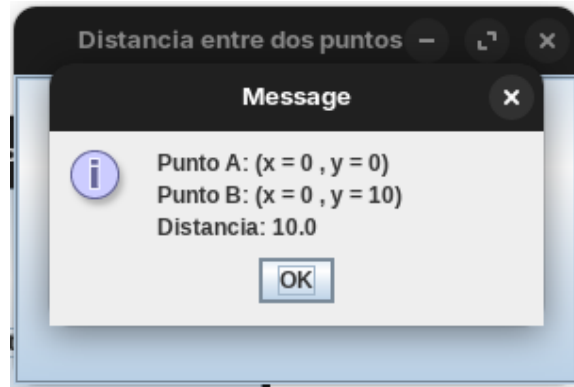 Distancia entre dos puntos
Message
Punto A: (x = 0 , y = 0)
Punto B: (x = 0 , y = 10)
Distancia: 10.0
OK